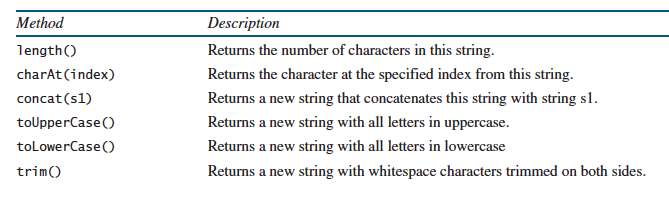 Method Description
length() Returns the number of characters in this string.
charAt(index) Returns the character at the specified index from this string.
concat(s1) Returns a new string that concatenates this string with string s1.
toUpperCase() Returns a new string with all letters in uppercase.
toLowerCase() Returns a new string with all letters in lowercase
trim() Returns a new string with whitespace characters trimmed on both sides.